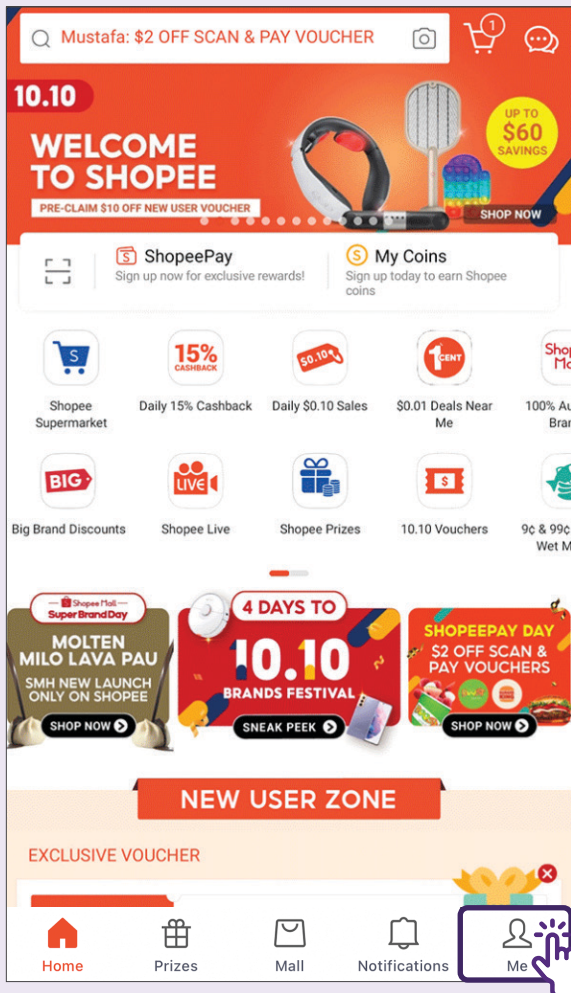 Mustafa: $2 OFF SCAN & PAY VOUCHER
1
10.10
WELCOME
TO SHOPEE
PRE-CLAIM $10 OFF NEW USER VOUCHER
UP TO
$60
SAVINGS
SHOP NOW
ShopeePay
Sign up now for exclusive rewards!
My Coins
Sign up today to earn Shopee
coins
15%
CASHBACK
$0.10
1 CENT
Shopee
Supermarket
Daily 15% Cashback
Daily $0.10 Sales
$0.01 Deals Near
Me
100% Au
Bran
BIG
LIVE
$
Big Brand Discounts
Shopee Live
Shopee Prizes
10.10 Vouchers
9¢ & 99¢
Wet M
Shopee Mall
Super Brand Day
MOLTEN
MILO LAVA PAU
SMH NEW LAUNCH
ONLY ON SHOPEE
SHOP NOW
4 DAYS TO
10.10
BRANDS FESTIVAL
SNEAK PEEK
SHOPEEPAY DAY
$2 OFF SCAN &
PAY VOUCHERS
SHOP NOW
NEW USER ZONE
EXCLUSIVE VOUCHER
Home
Prizes
Mall
Notifications
Me